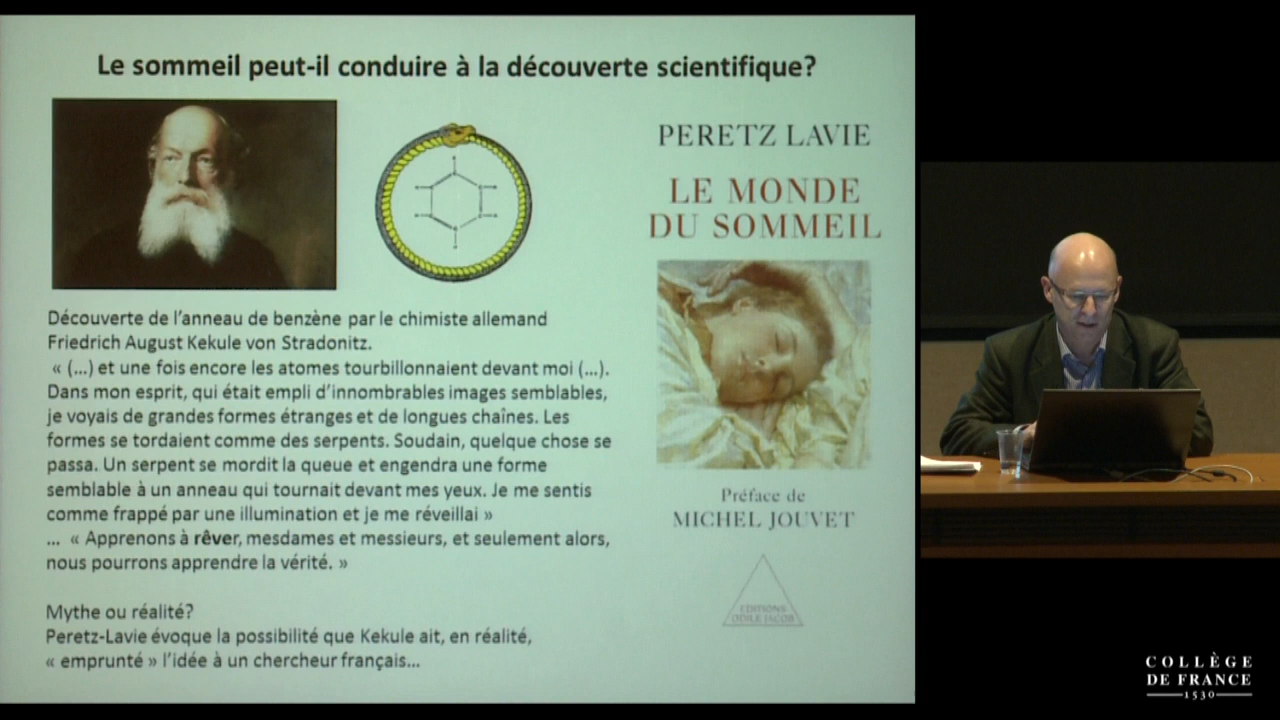 Le sommeil peut-il conduire à la découverte scientifique?
Découverte de l'anneau de benzène par le chimiste allemand
Friedrich August Kekule von Stradonitz.
« (...) et une fois encore les atomes tourbillonnaient devant moi (...).
Dans mon esprit, qui était empli d'innombrables images semblables,
je voyais de grandes formes étranges et de longues chaînes. Les
formes se tordaient comme des serpents. Soudain, quelque chose se
passa. Un serpent se mordit la queue et engendra une forme
semblable à un anneau qui tournait devant mes yeux. Je me sentis
comme frappé par une illumination et je me réveillai »
... « Apprenons à rêver, mesdames et messieurs, et seulement alors,
nous pourrons apprendre la vérité. »
Mythe ou réalité?
Peretz-Lavie évoque la possibilité que Kekule ait, en réalité,
« emprunté » l'idée à un chercheur français...
PERETZ LAVIE
LE MONDE
DU SOMMEIL
Préface de
MICHEL JOUVET
EDITIONS
ODILE JACOB
COLLÈGE
DE FRANCE
1530